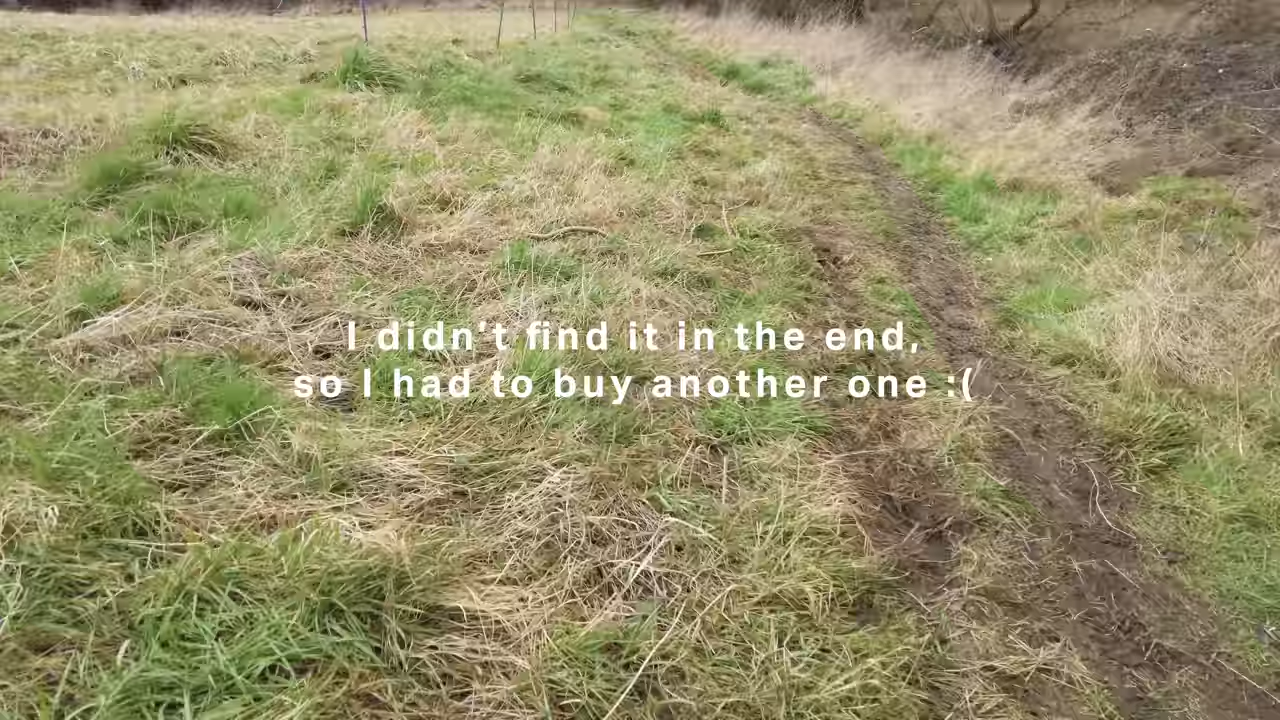 I didn't find it in the end,
so I had to buy another one :(